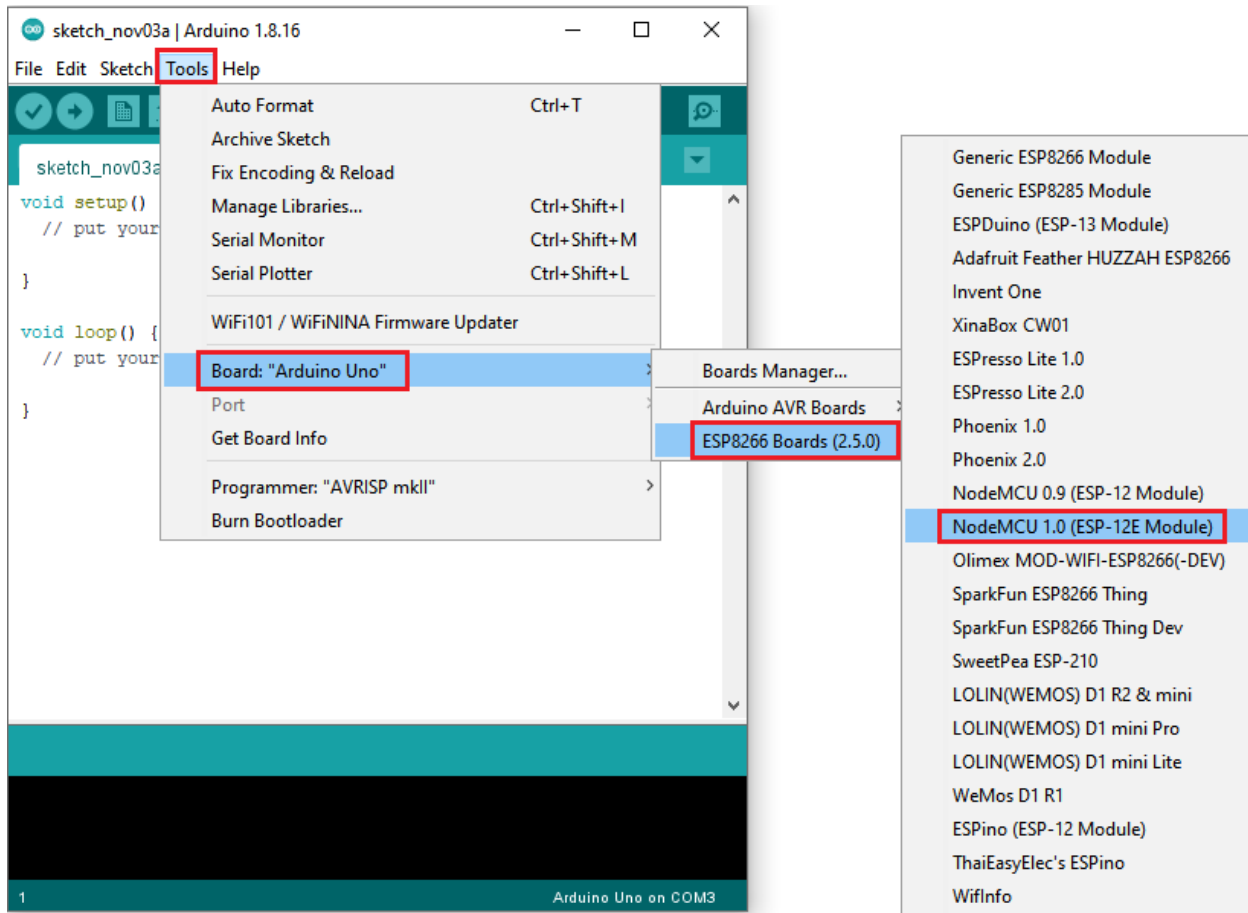 sketch_nov03a | Arduino 1.8.16
File Edit Sketch Tools Help
Auto Format Ctrl+T
Archive Sketch
Fix Encoding & Reload
Manage Libraries... Ctrl+Shift+I
Serial Monitor Ctrl+Shift+M
Serial Plotter Ctrl+Shift+L
WiFi101 / WiFiNINA Firmware Updater
Board: "Arduino Uno"
Port
Get Board Info
Programmer: "AVRISP mkII"
Burn Bootloader
sketch_nov03a
void setup()
// put your
}
void loop() {
// put your
}
Boards Manager...
Arduino AVR Boards
ESP8266 Boards (2.5.0)
Generic ESP8266 Module
Generic ESP8285 Module
ESPDuino (ESP-13 Module)
Adafruit Feather HUZZAH ESP8266
Invent One
XinaBox CW01
ESPresso Lite 1.0
ESPresso Lite 2.0
Phoenix 1.0
Phoenix 2.0
NodeMCU 0.9 (ESP-12 Module)
NodeMCU 1.0 (ESP-12E Module)
Olimex MOD-WIFI-ESP8266(-DEV)
SparkFun ESP8266 Thing
SparkFun ESP8266 Thing Dev
SweetPea ESP-210
LOLIN(WEMOS) D1 R2 & mini
LOLIN(WEMOS) D1 mini Pro
LOLIN(WEMOS) D1 mini Lite
WeMos D1 R1
ESPino (ESP-12 Module)
ThaiEasyElec's ESPino
WifInfo
1 Arduino Uno on COM3